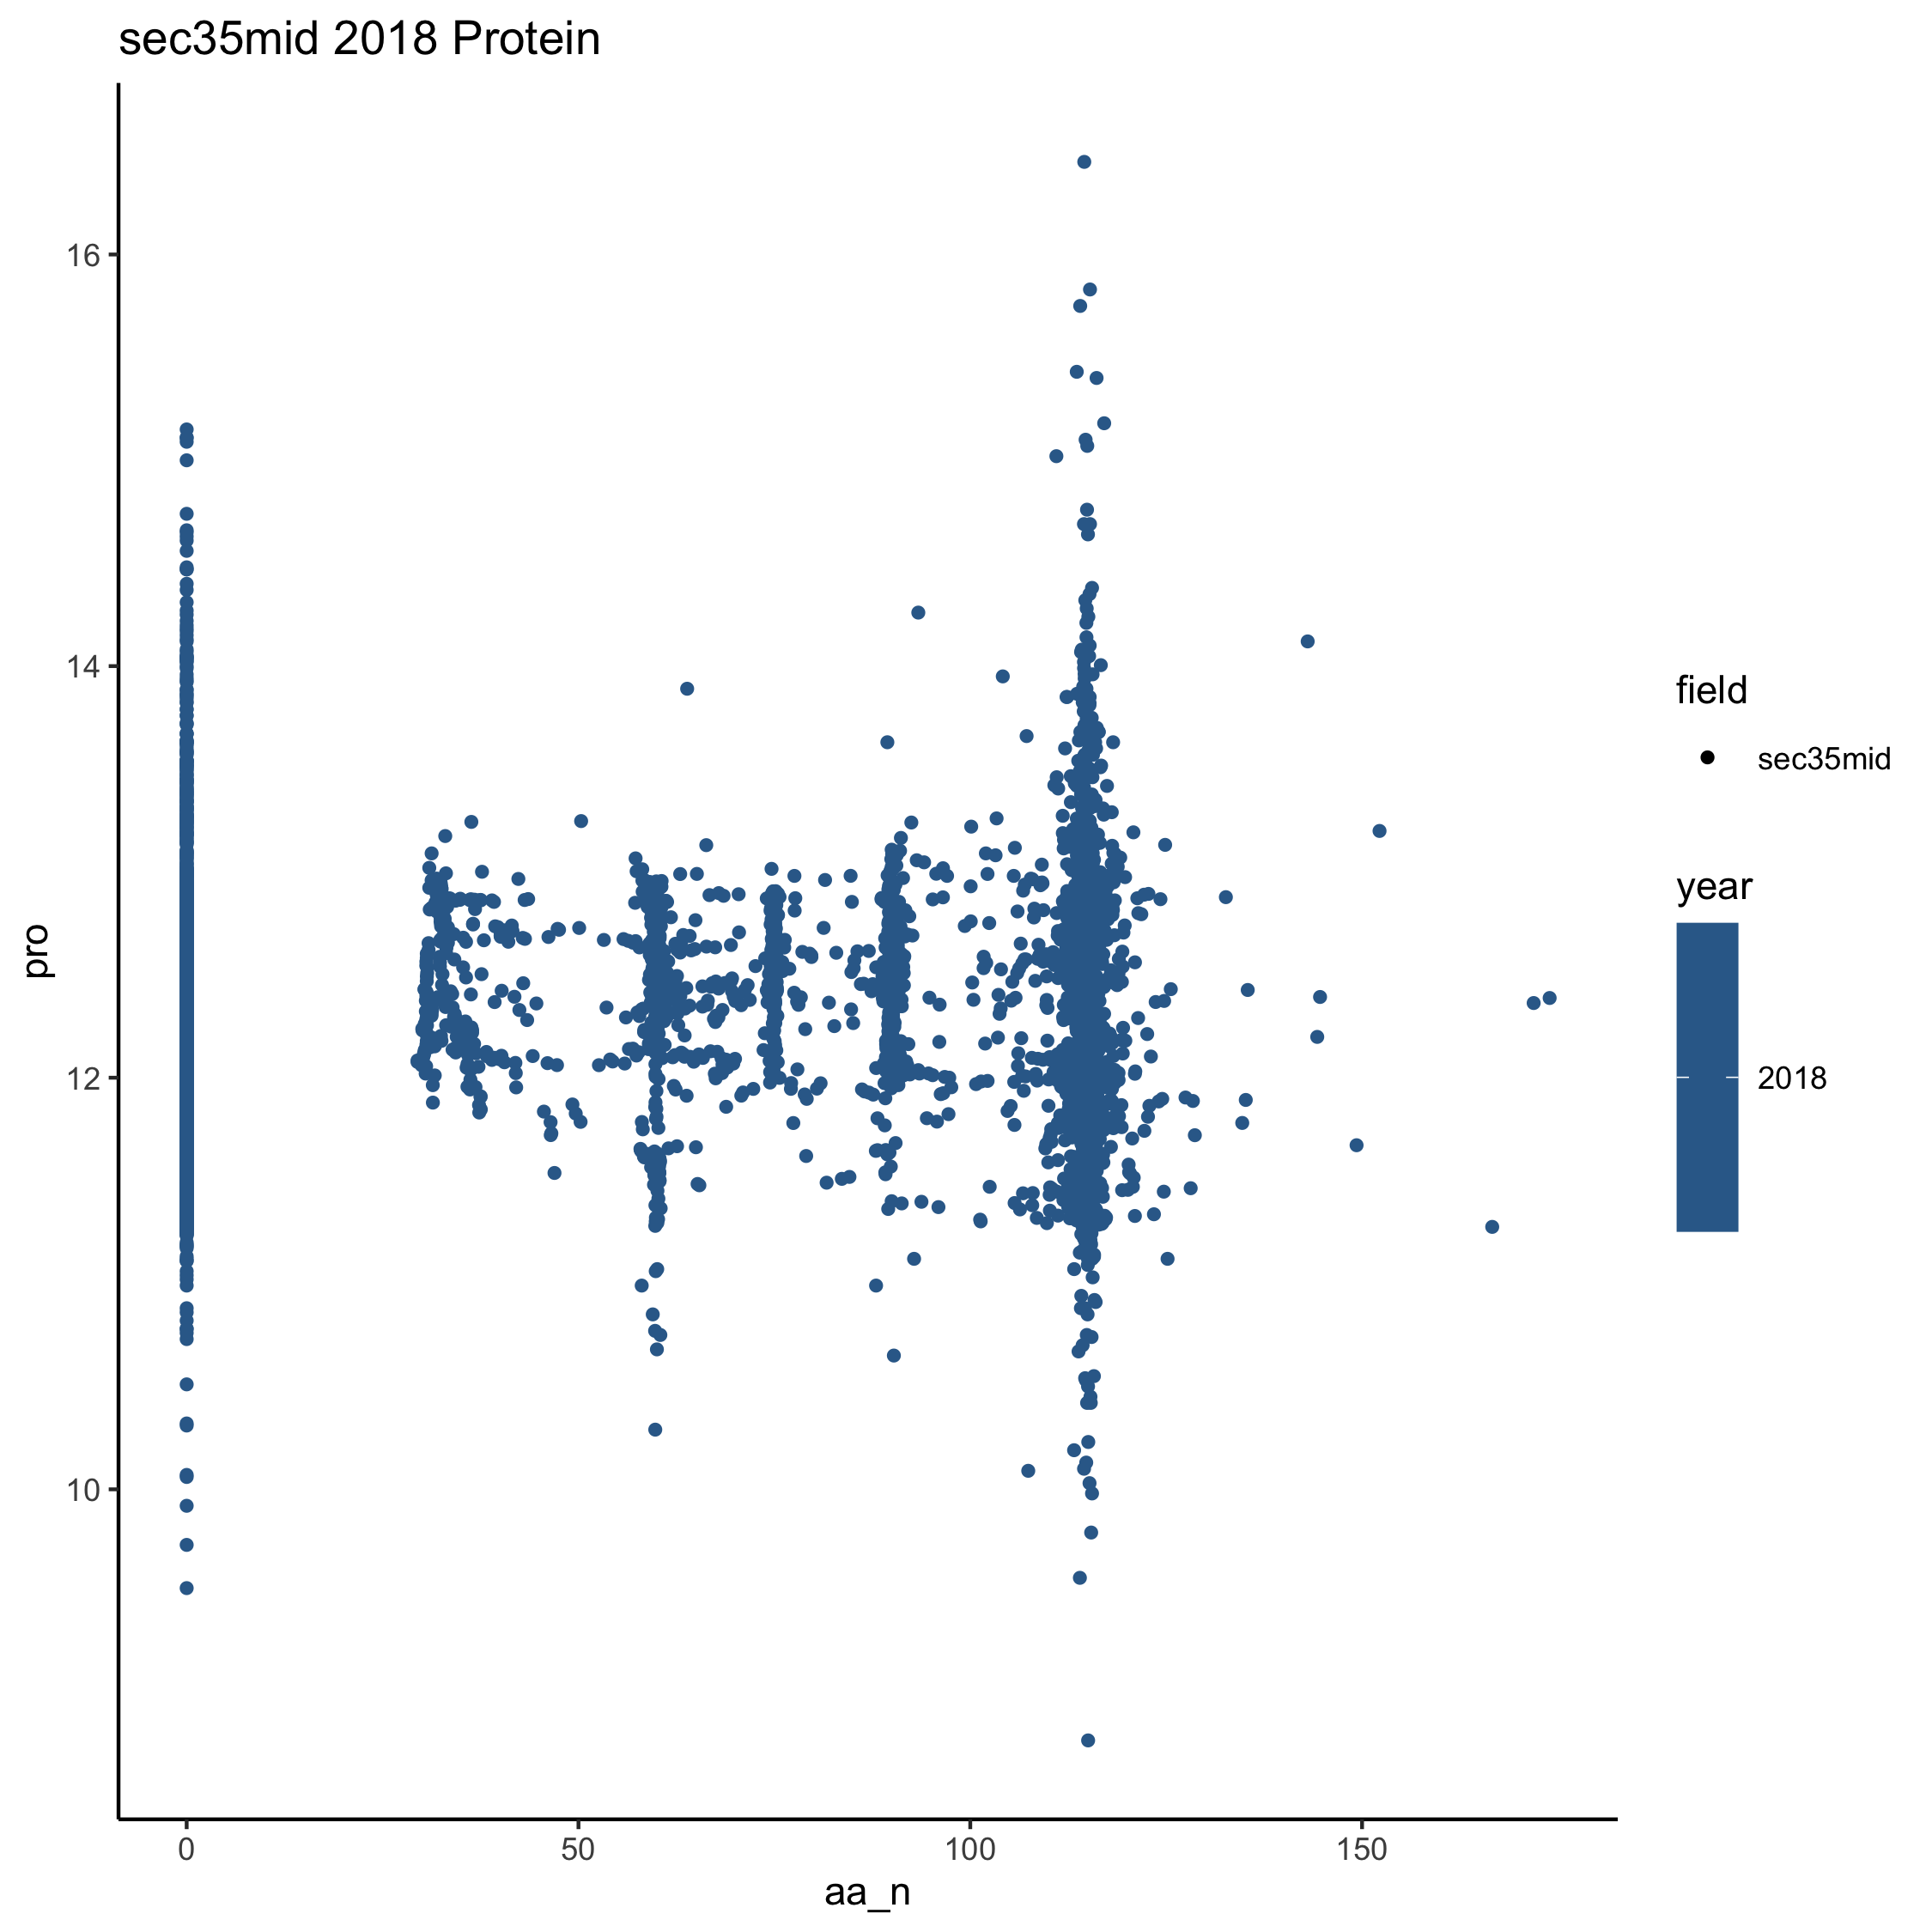 sec35mid 2018 Protein
16
14
12
10
pro
0 50 100 150
aa_n
field
sec35mid
year
2018